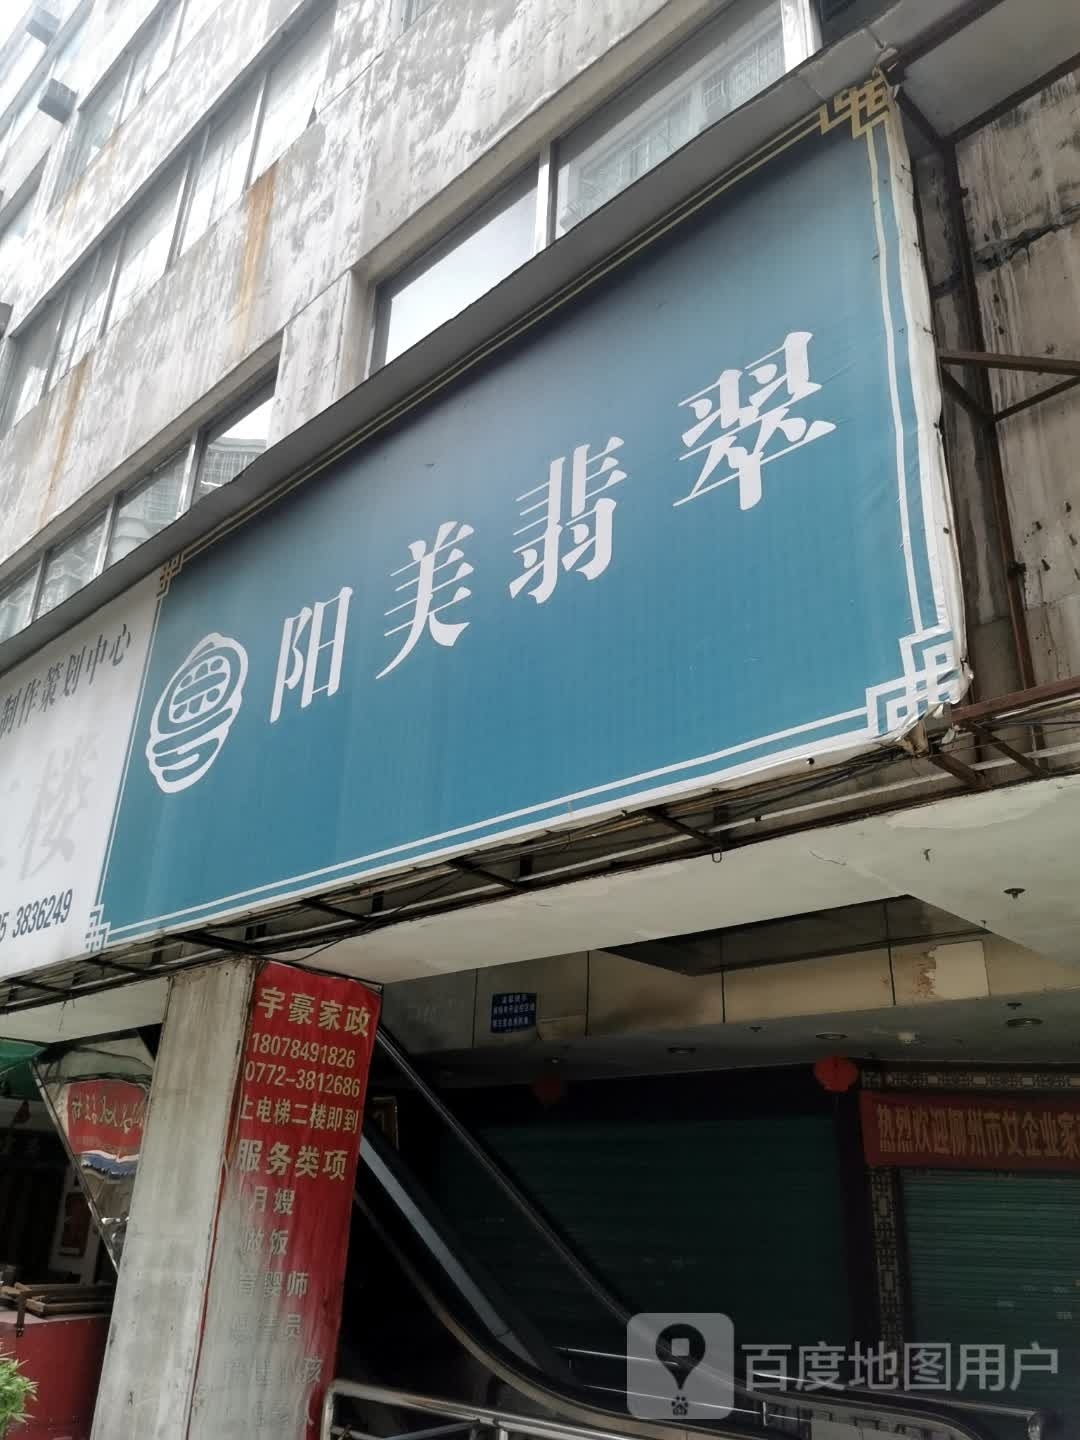 阳美翡翠
制作策划中心
楼
3836249
宇豪家政
18078491826
0772-3812686
上电梯二楼即到
服务类项
月嫂
做饭
育婴师
热烈欢迎柳州市女企业家
百度地图用户